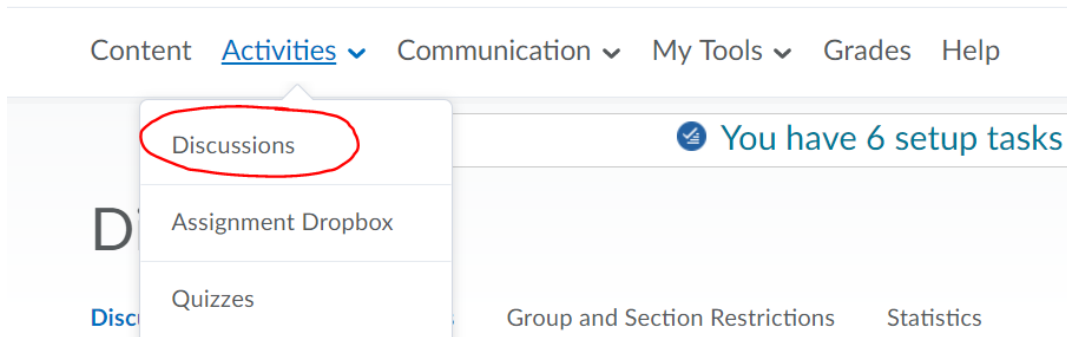 Content Activities Communication My Tools Grades Help
Discussions
You have 6 setup tasks
Assignment Dropbox
Quizzes
Group and Section Restrictions Statistics